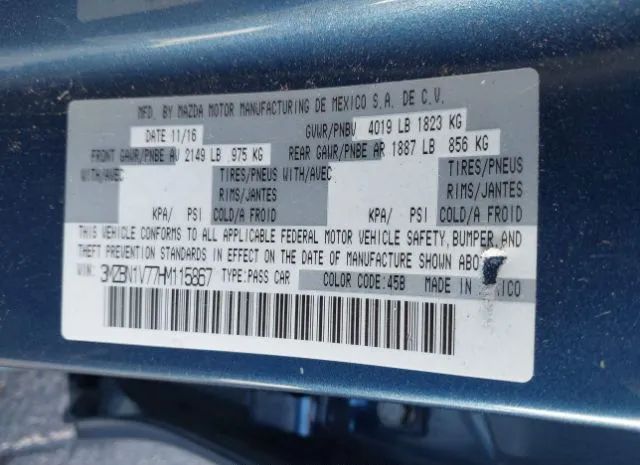 MFD. BY MAZDA MOTOR MANUFACTURING DE MEXICO S.A. DE C.V.
DATE 11/16 GVWR/PNBV 4019 LB 1823 KG
FRONT GAWR/PNBE AV 2149 LB 975 KG REAR GAWR/PNBE AR 1887 LB 856 KG
WITH/AVEC TIRES/PNEUS WITH/AVEC TIRES/PNEUS
RIMS/JANTES RIMS/JANTES
KPA/ PSI COLD/A FROID KPA/ PSI COLD/A FROID
THIS VEHICLE CONFORMS TO ALL APPLICABLE FEDERAL MOTOR VEHICLE SAFETY, BUMPER, AND
THEFT PREVENTION STANDARDS IN EFFECT ON THE DATE OF MANUFACTURE SHOWN
VIN: 3MZBN1V77HM115867 TYPE:PASS CAR COLOR CODE:45B MADE IN